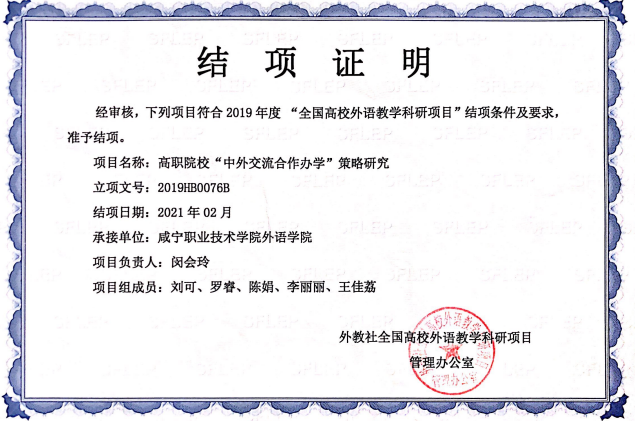 结项证明
经审核，下列项目符合 2019 年度 “全国高校外语教学科研项目” 结项条件及要求，
准予结项。
项目名称：高职院校“中外交流合作办学”策略研究
立项文号：2019HB0076B
结项日期：2021 年 02 月
承接单位：咸宁职业技术学院外语学院
项目负责人：闵会玲
项目组成员：刘可、罗睿、陈娟、李丽丽、王佳荔
外教社全国高校外语教学科研项目
管理办公室